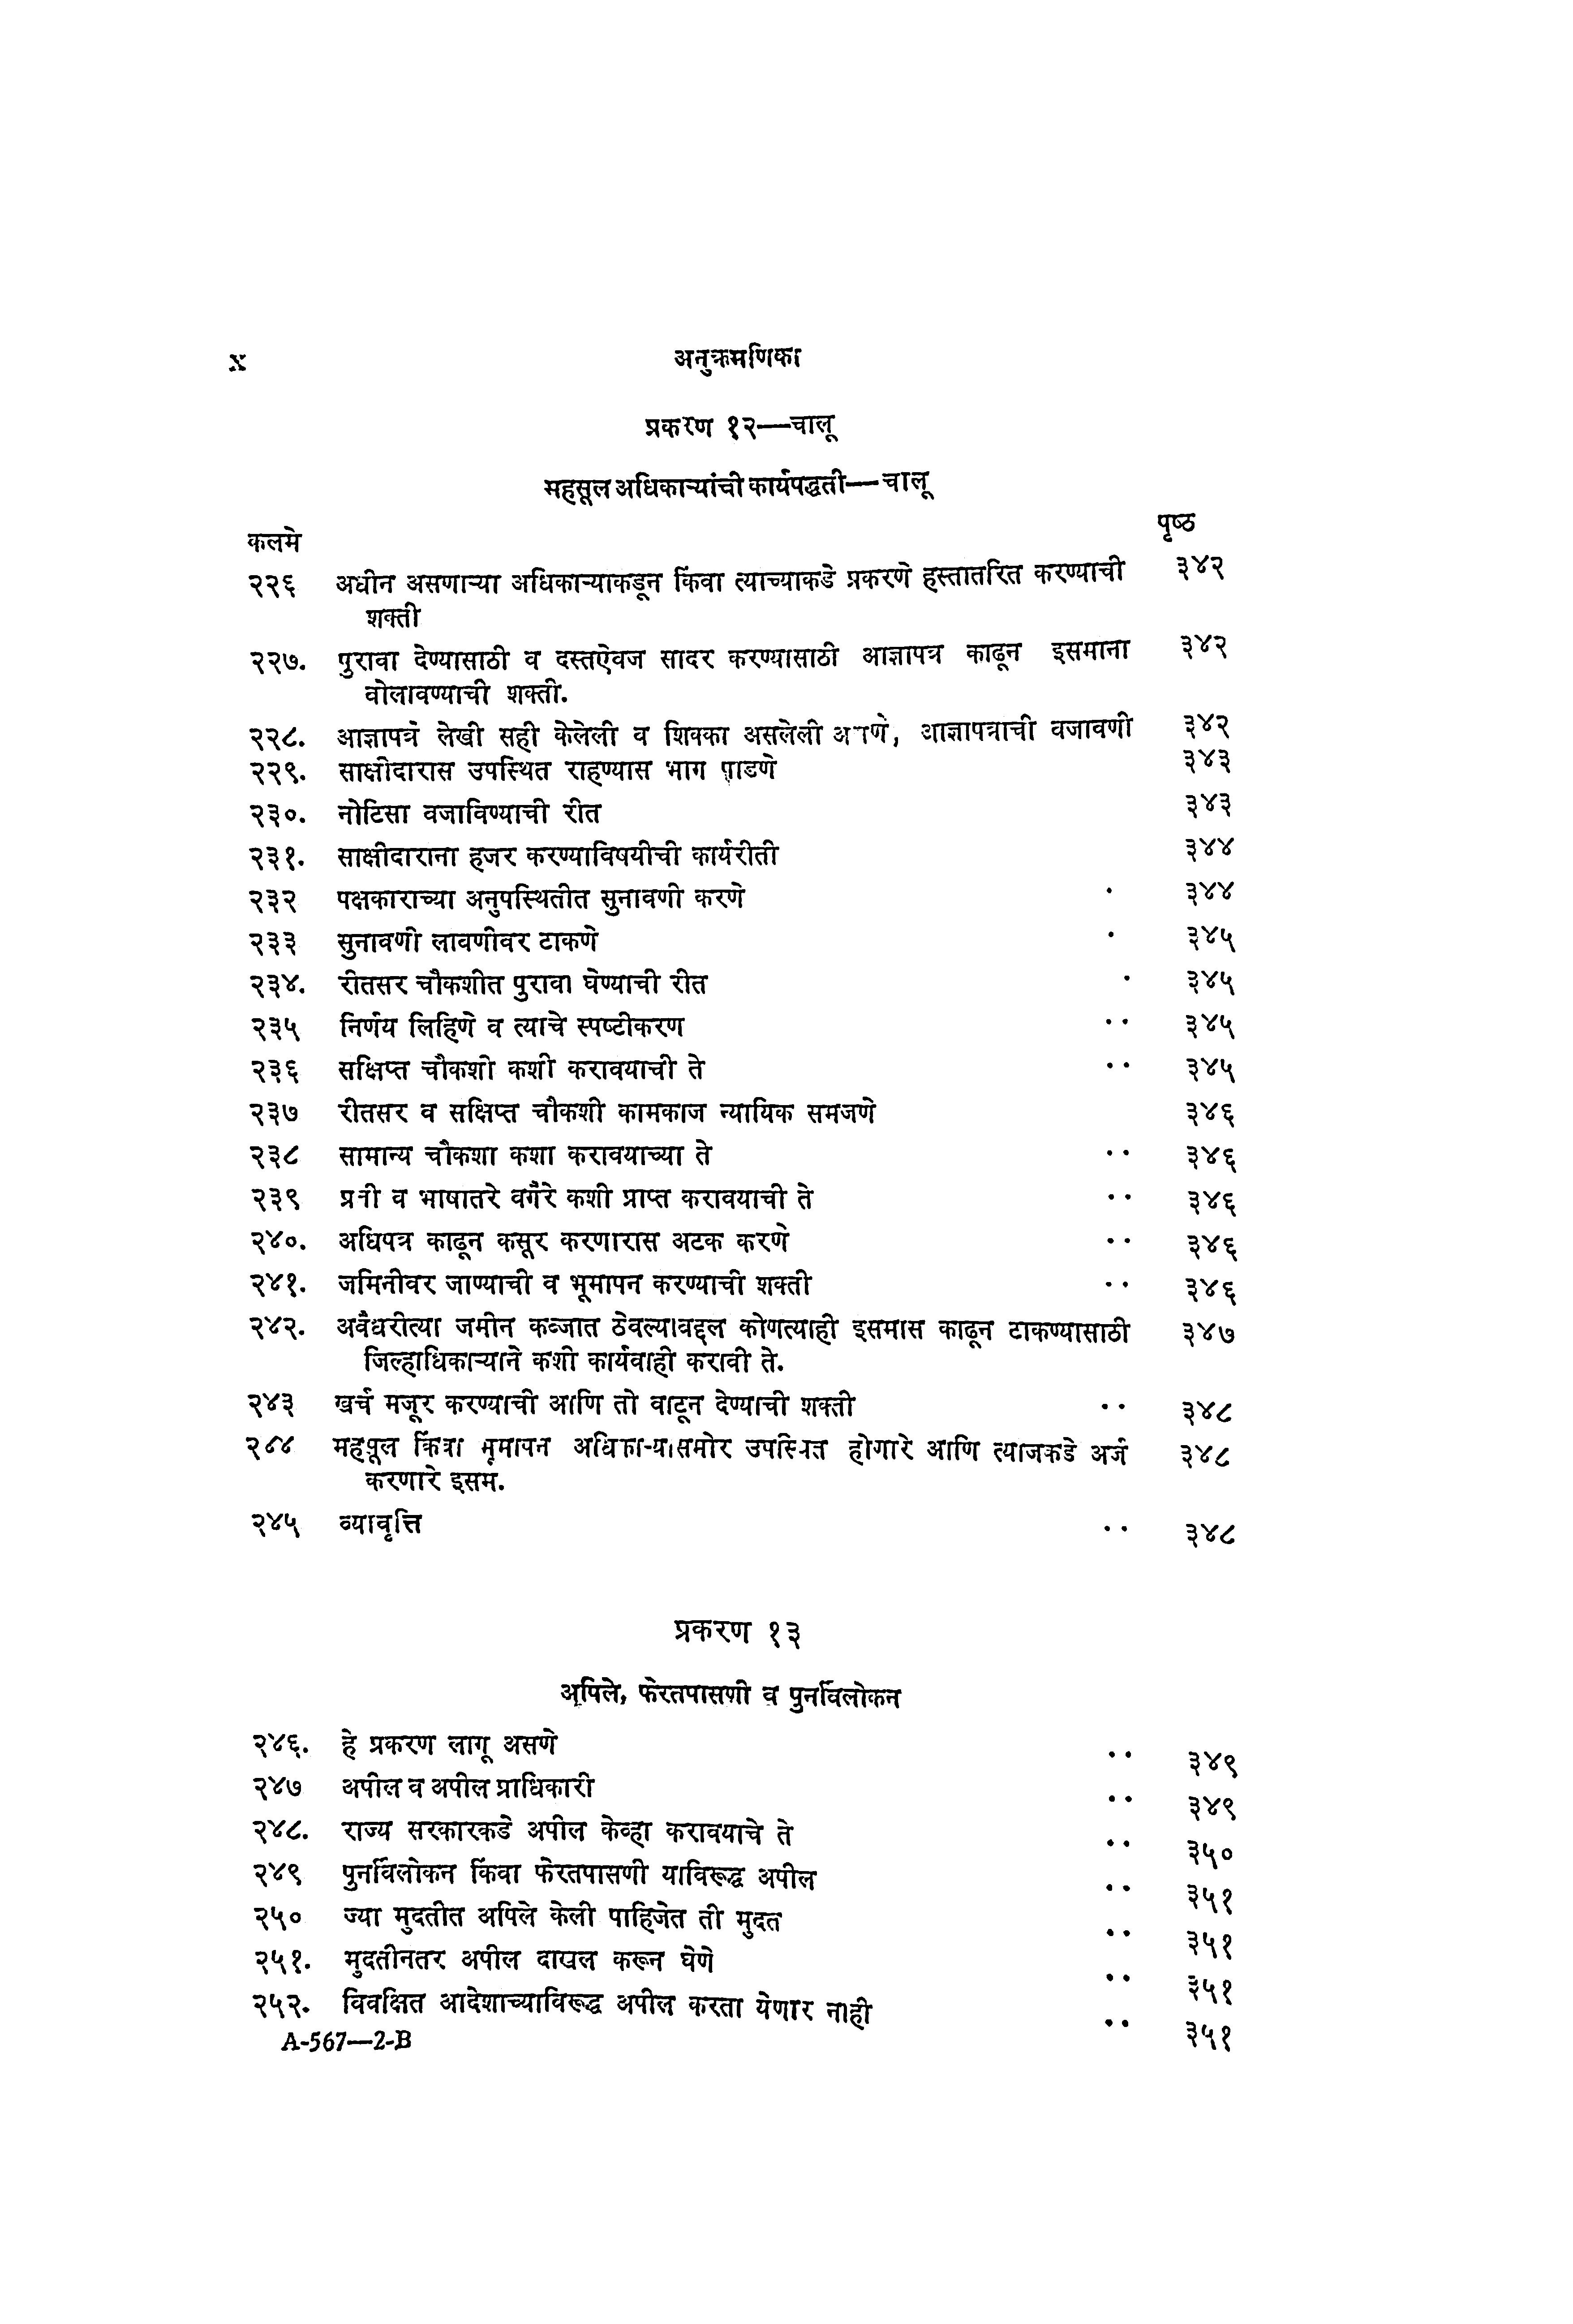 x अनुक्रमणिका
प्रकरण १२—चालू
महसूल अधिकाऱ्यांची कार्यपद्धती—चालू
कलमे पृष्ठ
२२६ अधीन असणाऱ्या अधिकाऱ्याकडून किंवा त्याच्याकडे प्रकरणे हस्तातरित करण्याची ३४२
शक्ती
२२७. पुरावा देण्यासाठी व दस्तऐवज सादर करण्यासाठी आज्ञापत्र काढून इसमाना ३४२
वोलावण्याची शक्ती.
२२८. आज्ञापत्रे लेखी सही केलेली व शिक्का असलेली, आज्ञापत्राची वजावणी ३४२
२२९. साक्षीदारास उपस्थित राहण्यास भाग पाडणे ३४३
२३०. नोटिसा वजाविण्याची रीत ३४३
२३१. साक्षीदाराना हजर करण्याविषयीची कार्यरीती ३४४
२३२ पक्षकाराच्या अनुपस्थितीत सुनावणी करणे . ३४४
२३३ सुनावणी लावणीवर टाकणे . ३४५
२३४. रीतसर चौकशीत पुरावा घेण्याची रीत . ३४५
२३५ निर्णय लिहिणे व त्याचे स्पष्टीकरण .. ३४५
२३६ सक्षिप्त चौकशी कशी करावयाची ते .. ३४५
२३७ रीतसर व सक्षिप्त चौकशी कामकाज न्यायिक समजणे ३४६
२३८ सामान्य चौकशा कशा करावयाच्या ते .. ३४६
२३९ प्रती व भाषातरे वगैरे कशी प्राप्त करावयाची ते .. ३४६
२४०. अधिपत्र काढून कसूर करणारास अटक करणे .. ३४६
२४१. जमिनीवर जाण्याची व भूमापन करण्याची शक्ती .. ३४६
२४२. अवैधरीत्या जमीन कब्जात ठेवल्याबद्दल कोणत्याही इसमास काढून टाकण्यासाठी ३४७
जिल्हाधिकाऱ्याने कशी कार्यवाही करावी ते.
२४३ खर्च मजूर करण्याची आणि तो वाटून देण्याची शक्ती .. ३४८
२४४ महसूल किंवा भूमापन अधिकाऱ्यासमोर उपस्थित होणारे आणि त्याजकडे अर्ज ३४८
करणारे इसम.
२४५ व्यावृत्ति .. ३४८
प्रकरण १३
अपिले, फेरतपासणी व पुनर्विलोकन
२४६. हे प्रकरण लागू असणे .. ३४९
२४७ अपील व अपील प्राधिकारी .. ३४९
२४८. राज्य सरकारकडे अपील केव्हा करावयाचे ते .. ३५०
२४९ पुनर्विलोकन किंवा फेरतपासणी याविरूद्ध अपील .. ३५१
२५० ज्या मुदतीत अपिले केली पाहिजेत ती मुदत .. ३५१
२५१. मुदतीनतर अपील दाखल करून घेणे .. ३५१
२५२. विवक्षित आदेशाच्याविरूद्ध अपील करता येणार नाही .. ३५१
A-567—2-B